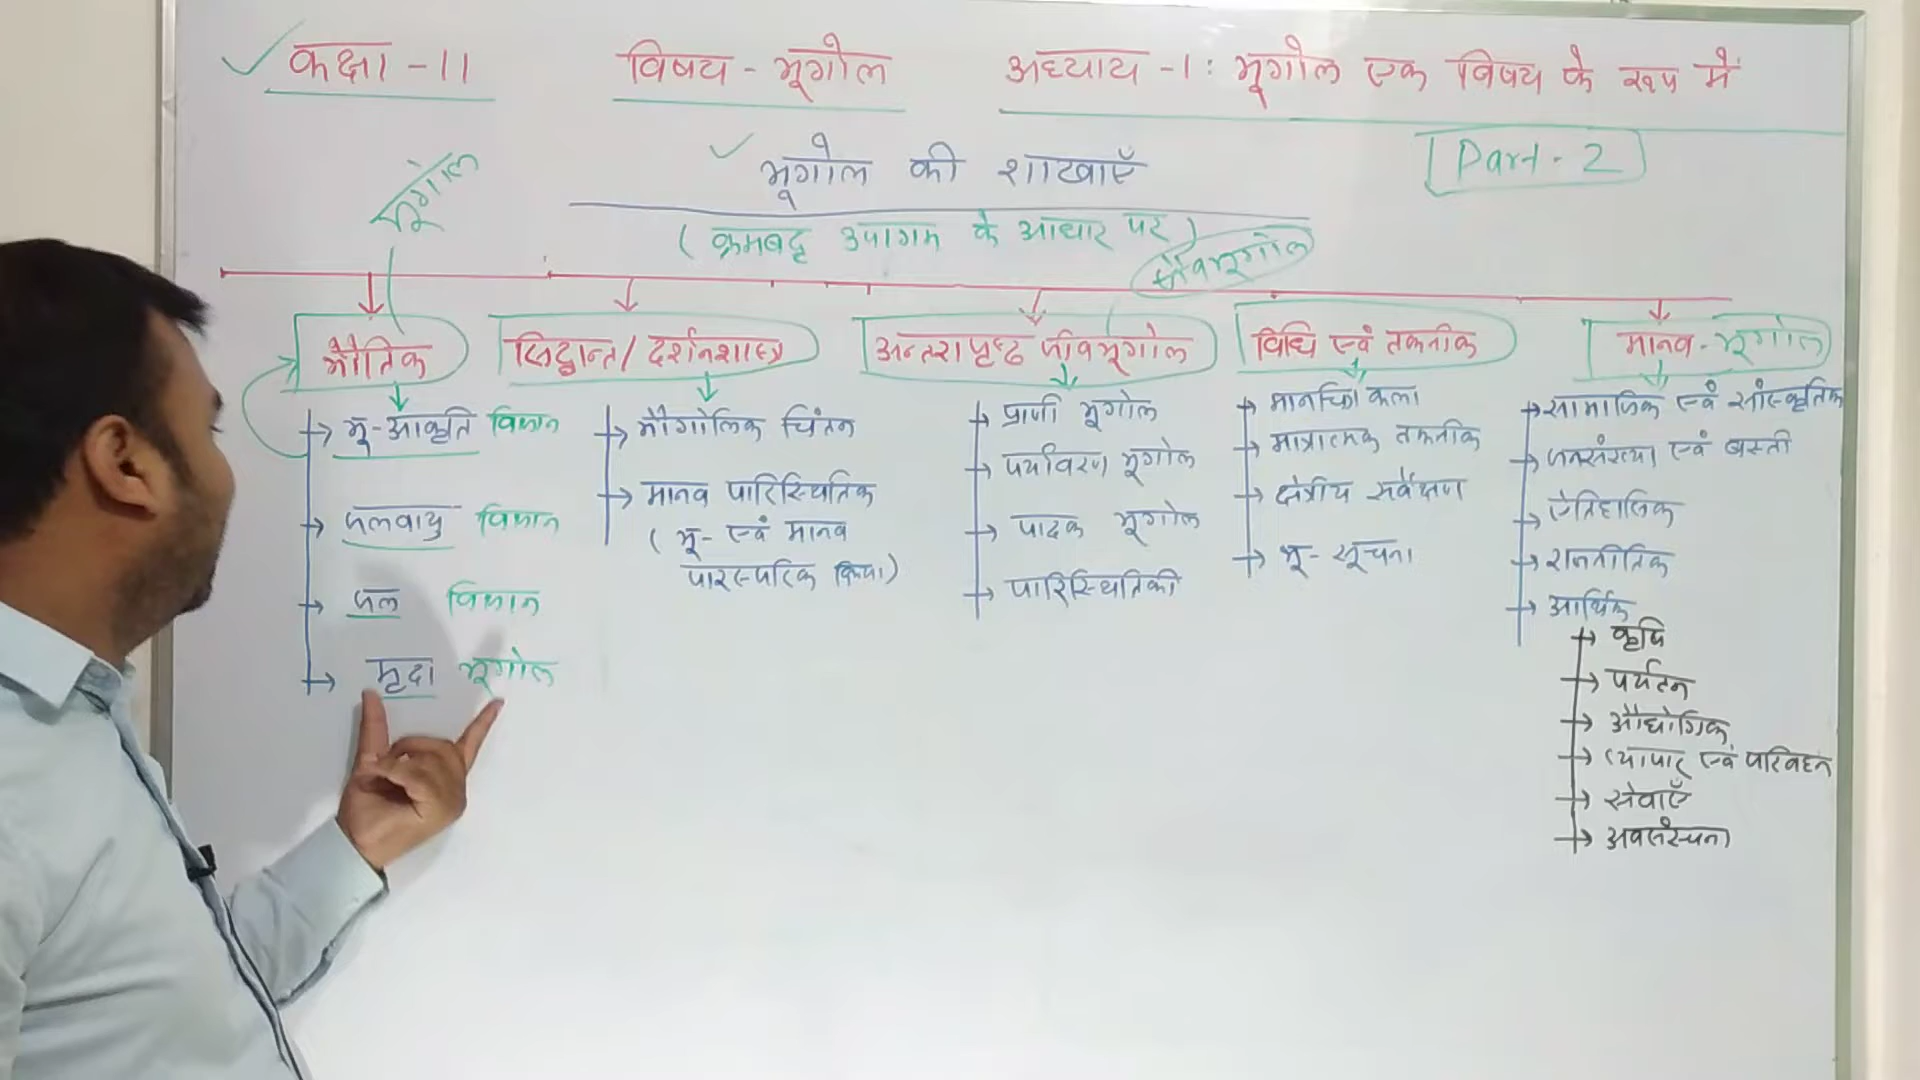 कक्षा - 11 विषय - भूगोल अध्याय - 1 : भूगोल एक विषय के रूप में
Part - 2
भूगोल की शाखाएँ
(क्रमबद्ध उपागम के आधार पर)
भूगोल
जैवभूगोल
भौतिक
भू-आकृति विज्ञान
जलवायु विज्ञान
जल विज्ञान
मृदा भूगोल
सिद्धान्त / दर्शनशास्त्र
भौगोलिक चिंतन
मानव पारिस्थितिक
(भू- एवं मानव
पारस्परिक क्रिया)
अन्तरापृष्ठ जीवभूगोल
प्राणी भूगोल
पर्यावरण भूगोल
पादक भूगोल
पारिस्थितिकी
विधि एवं तकनीक
मानचित्र कला
मात्रात्मक तकनीक
क्षेत्रीय सर्वेक्षण
भू - सूचना
मानव - भूगोल
सामाजिक एवं सांस्कृतिक
जनसंख्या एवं बस्ती
ऐतिहासिक
राजनीतिक
आर्थिक
कृषि
पर्यटन
औद्योगिक
व्यापार एवं परिवहन
सेवाएँ
अवसंरचना